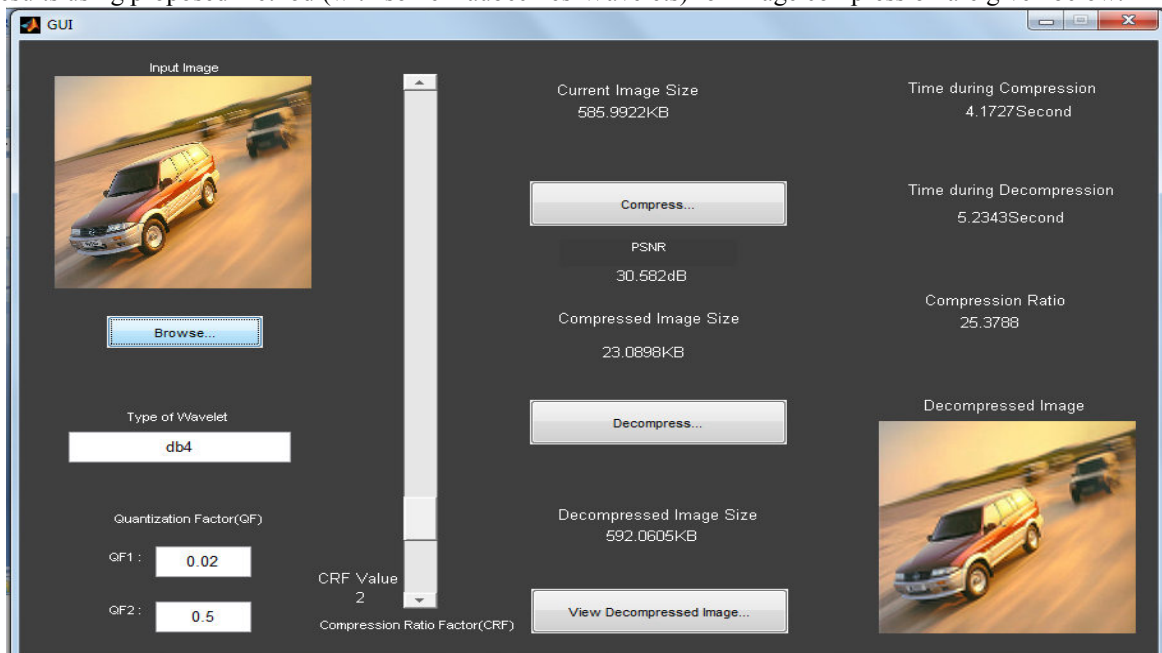 GUI
Input Image
Browse...
Type of Wavelet
db4
Quantization Factor(QF)
QF1 : 0.02
QF2 : 0.5
CRF Value
2
Compression Ratio Factor(CRF)
Current Image Size
585.9922KB
Compress...
PSNR
30.582dB
Compressed Image Size
23.0898KB
Decompress...
Decompressed Image Size
592.0605KB
View Decompressed Image...
Time during Compression
4.1727Second
Time during Decompression
5.2343Second
Compression Ratio
25.3788
Decompressed Image